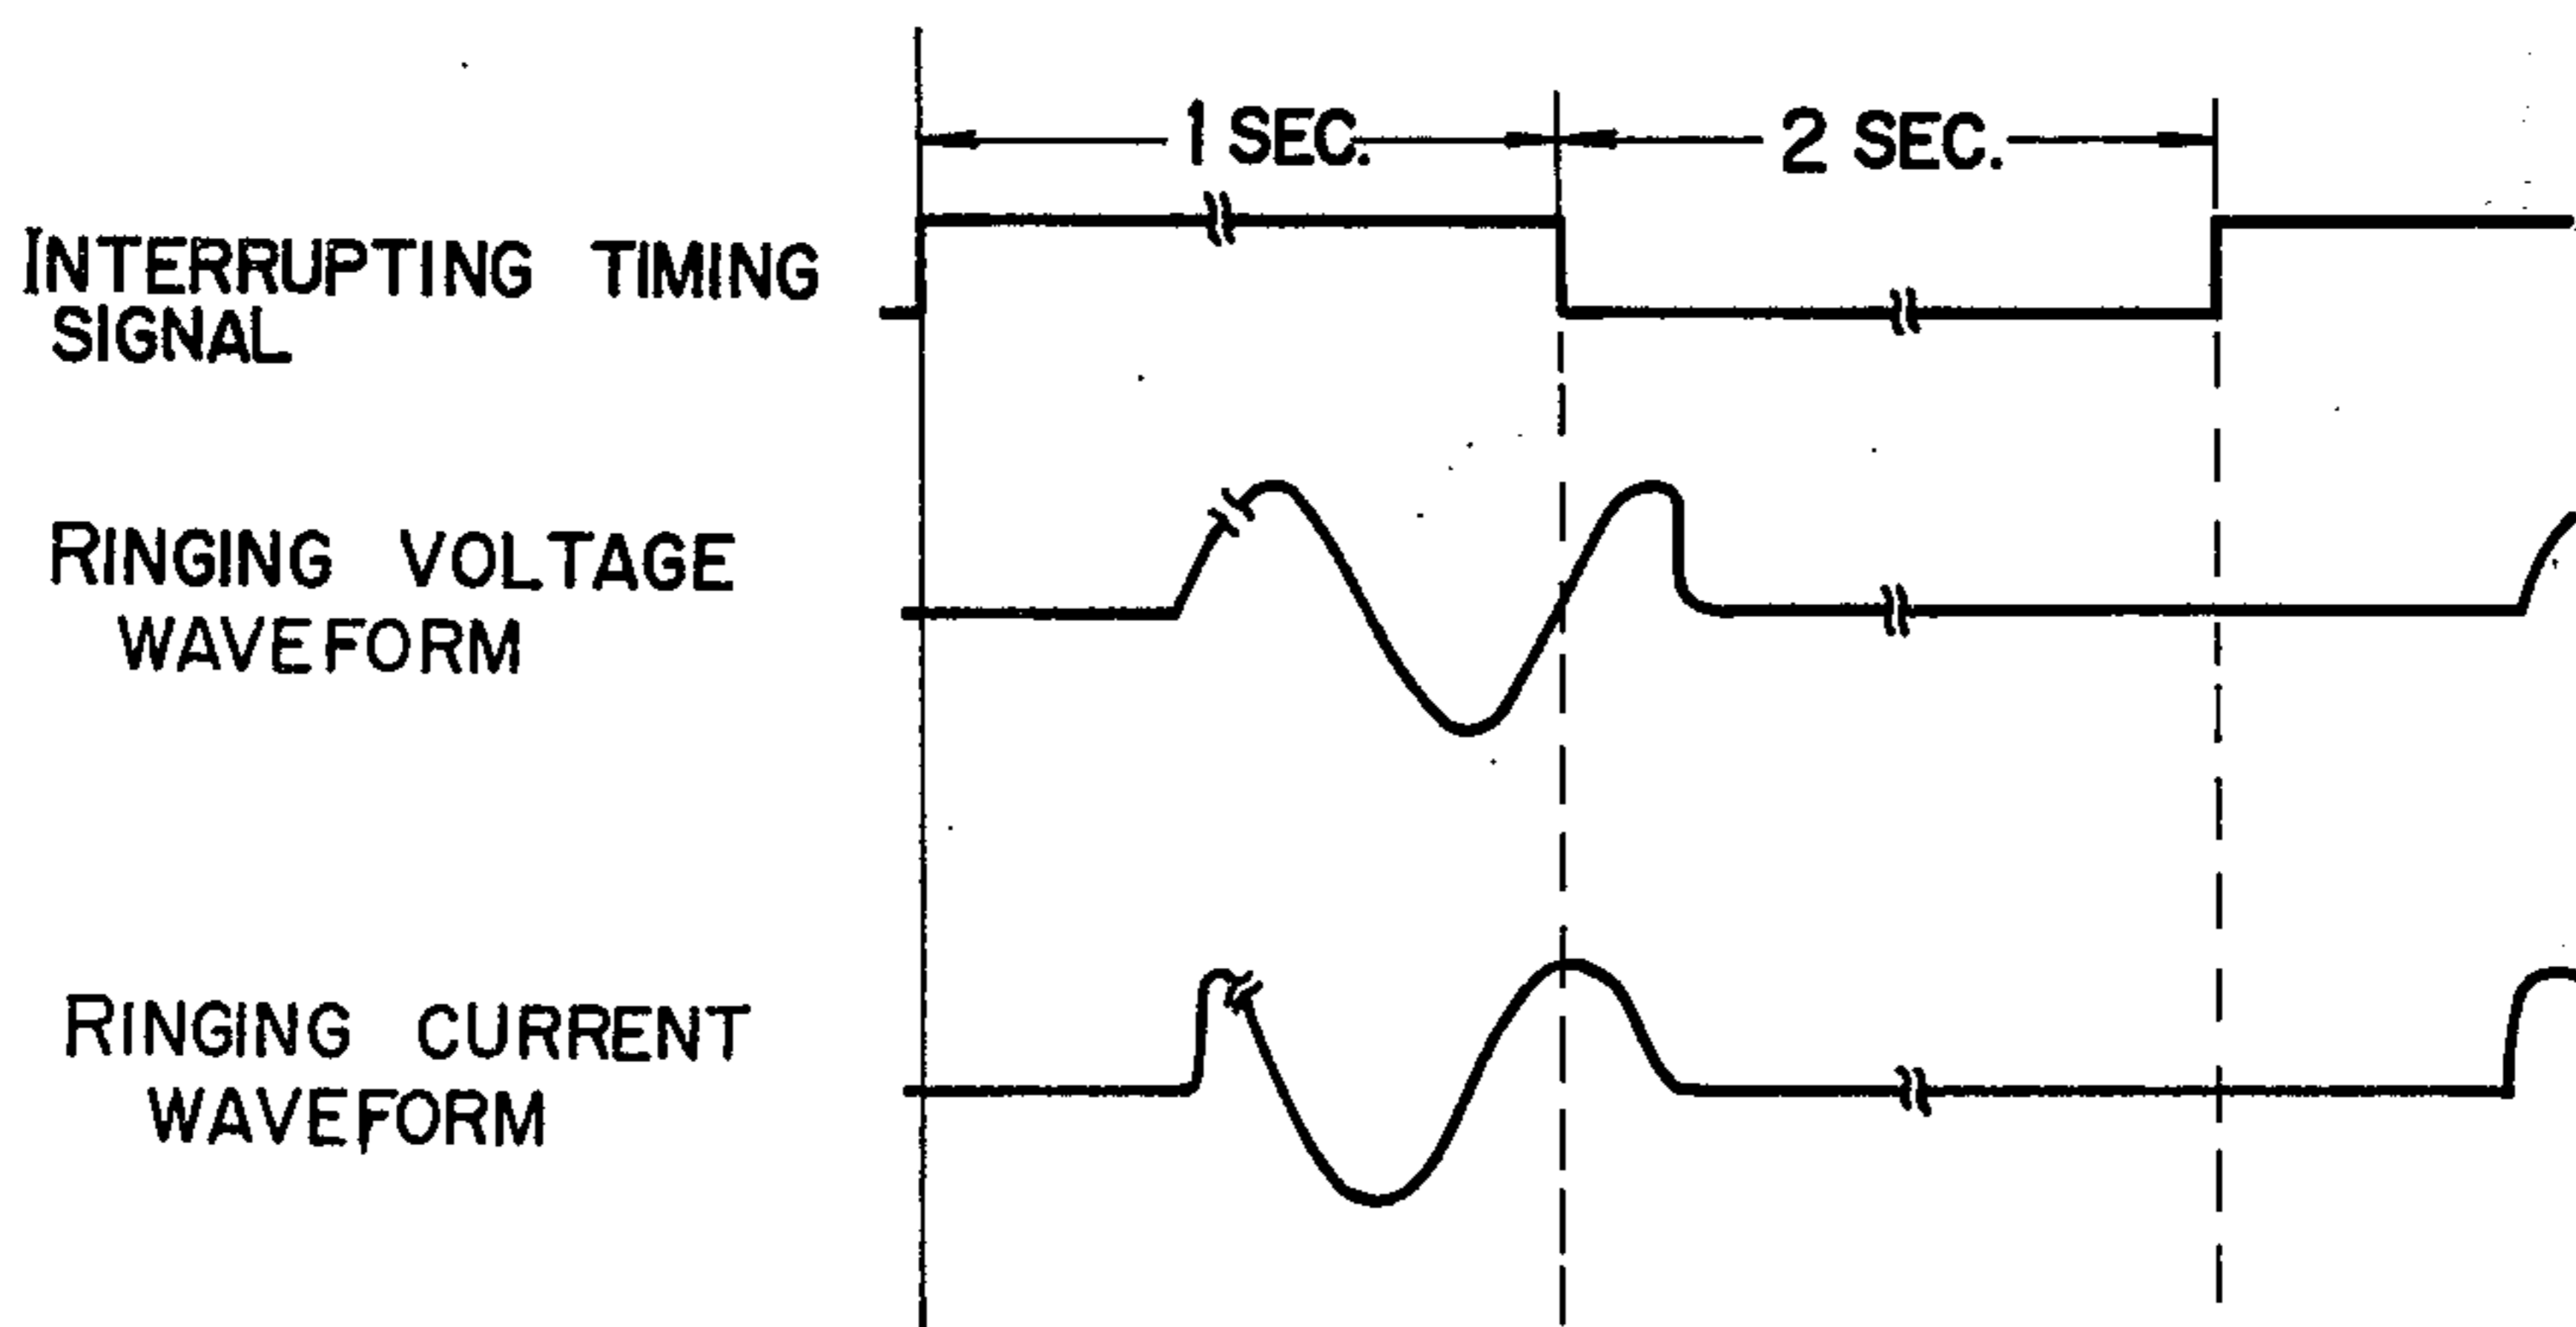 1 SEC. 2 SEC.
INTERRUPTING TIMING
SIGNAL
RINGING VOLTAGE
WAVEFORM
RINGING CURRENT
WAVEFORM